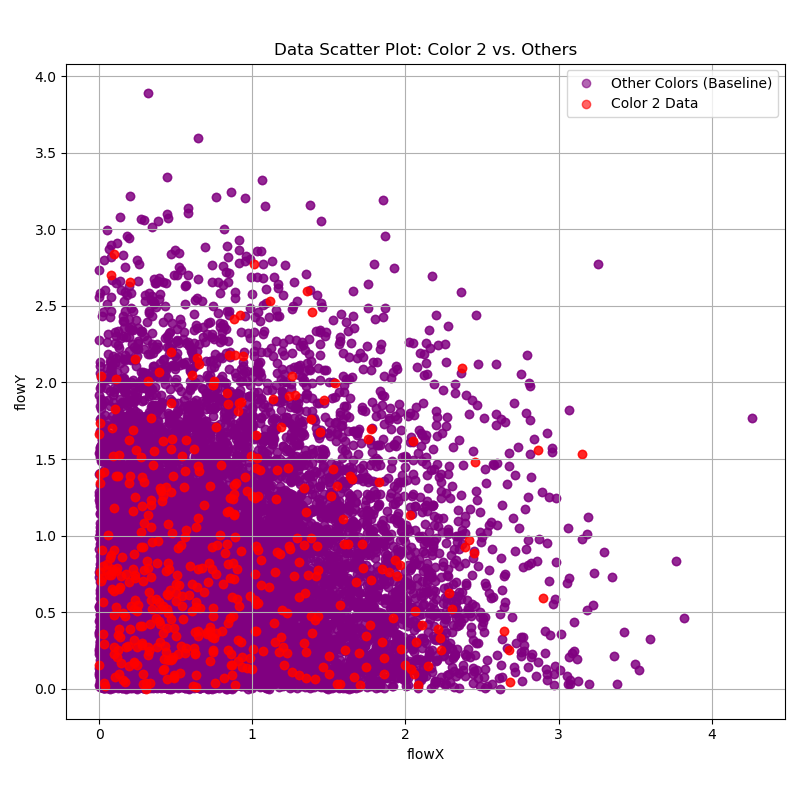 Data Scatter Plot: Color 2 vs. Others
Other Colors (Baseline)
Color 2 Data
4.0
3.5
3.0
2.5
2.0
1.5
1.0
0.5
0.0
flowY
0 1 2 3 4
flowX